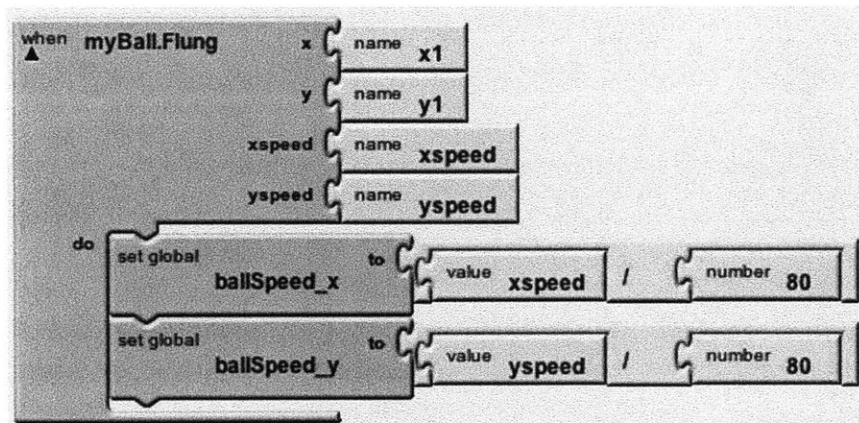 when myBall.Flung x name x1
y name y1
xspeed name xspeed
yspeed name yspeed
do set global ballSpeed_x to value xspeed / number 80
set global ballSpeed_y to value yspeed / number 80